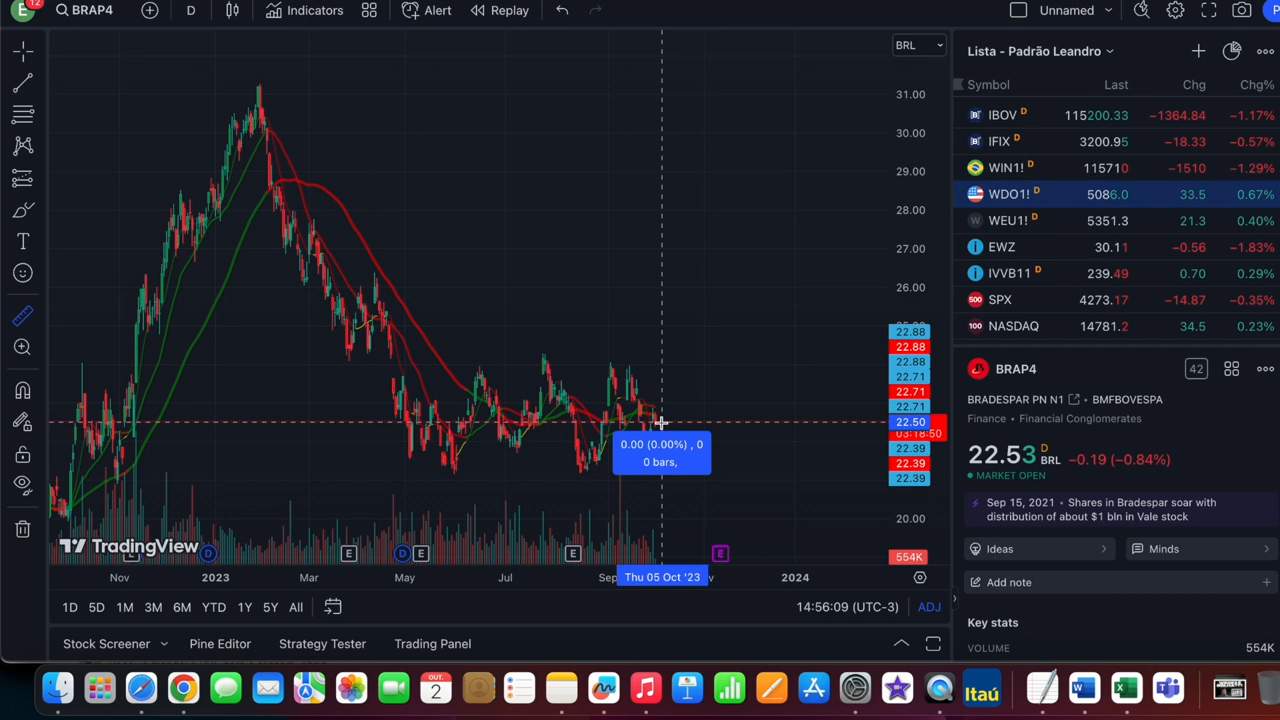 E 12 BRAP4 D Indicators Alert Replay Unnamed
BRL
31.00
30.00
29.00
28.00
27.00
26.00
22.88
22.88
22.88
22.71
22.71
22.71
22.50
03:18:50
22.39
22.39
22.39
20.00
554K
0.00 (0.00%) , 0
0 bars,
TradingView
E D E D E E E
Nov 2023 Mar May Jul Sep Thu 05 Oct '23 2024
1D 5D 1M 3M 6M YTD 1Y 5Y All 14:56:09 (UTC-3) ADJ
Stock Screener Pine Editor Strategy Tester Trading Panel
Lista - Padrão Leandro
Symbol Last Chg Chg%
IBOV D 115200.33 −1364.84 −1.17%
IFIX D 3200.95 −18.33 −0.57%
WIN1! D 115710 −1510 −1.29%
WDO1! D 5086.0 33.5 0.67%
W WEU1! D 5351.3 21.3 0.40%
EWZ 30.11 −0.56 −1.83%
IVVB11 D 239.49 0.70 0.29%
500 SPX 4273.17 −14.87 −0.35%
100 NASDAQ 14781.2 34.5 0.23%
BRAP4 42
BRADESPAR PN N1 • BMFBOVESPA
Finance • Financial Conglomerates
22.53 D BRL −0.19 (−0.84%)
MARKET OPEN
Sep 15, 2021 • Shares in Bradespar soar with
distribution of about $1 bln in Vale stock
Ideas Minds
Add note
Key stats
VOLUME 554K
OUT.
2
Itaú